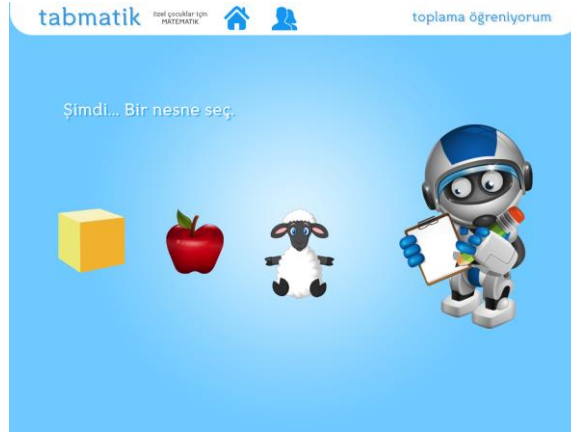 tabmatik
özel çocuklar için
MATEMATİK
toplama öğreniyorum
Şimdi... Bir nesne seç.